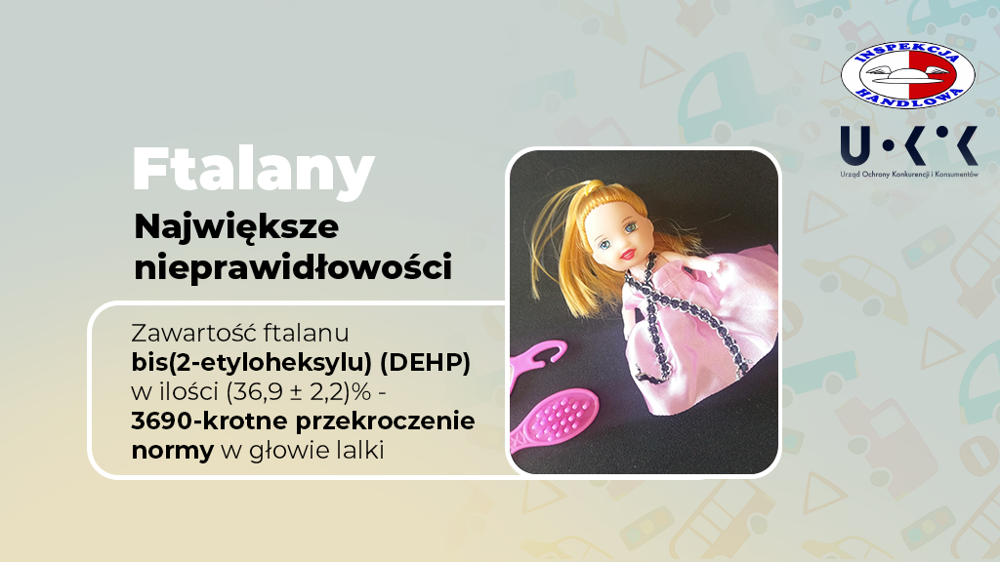 INSPEKCJA
HANDLOWA
UOKiK
Urząd Ochrony Konkurencji i Konsumentów
Ftalany
Największe
nieprawidłowości
Zawartość ftalanu
bis(2-etyloheksylu) (DEHP)
w ilości (36,9 ± 2,2)% -
3690-krotne przekroczenie
normy w głowie lalki